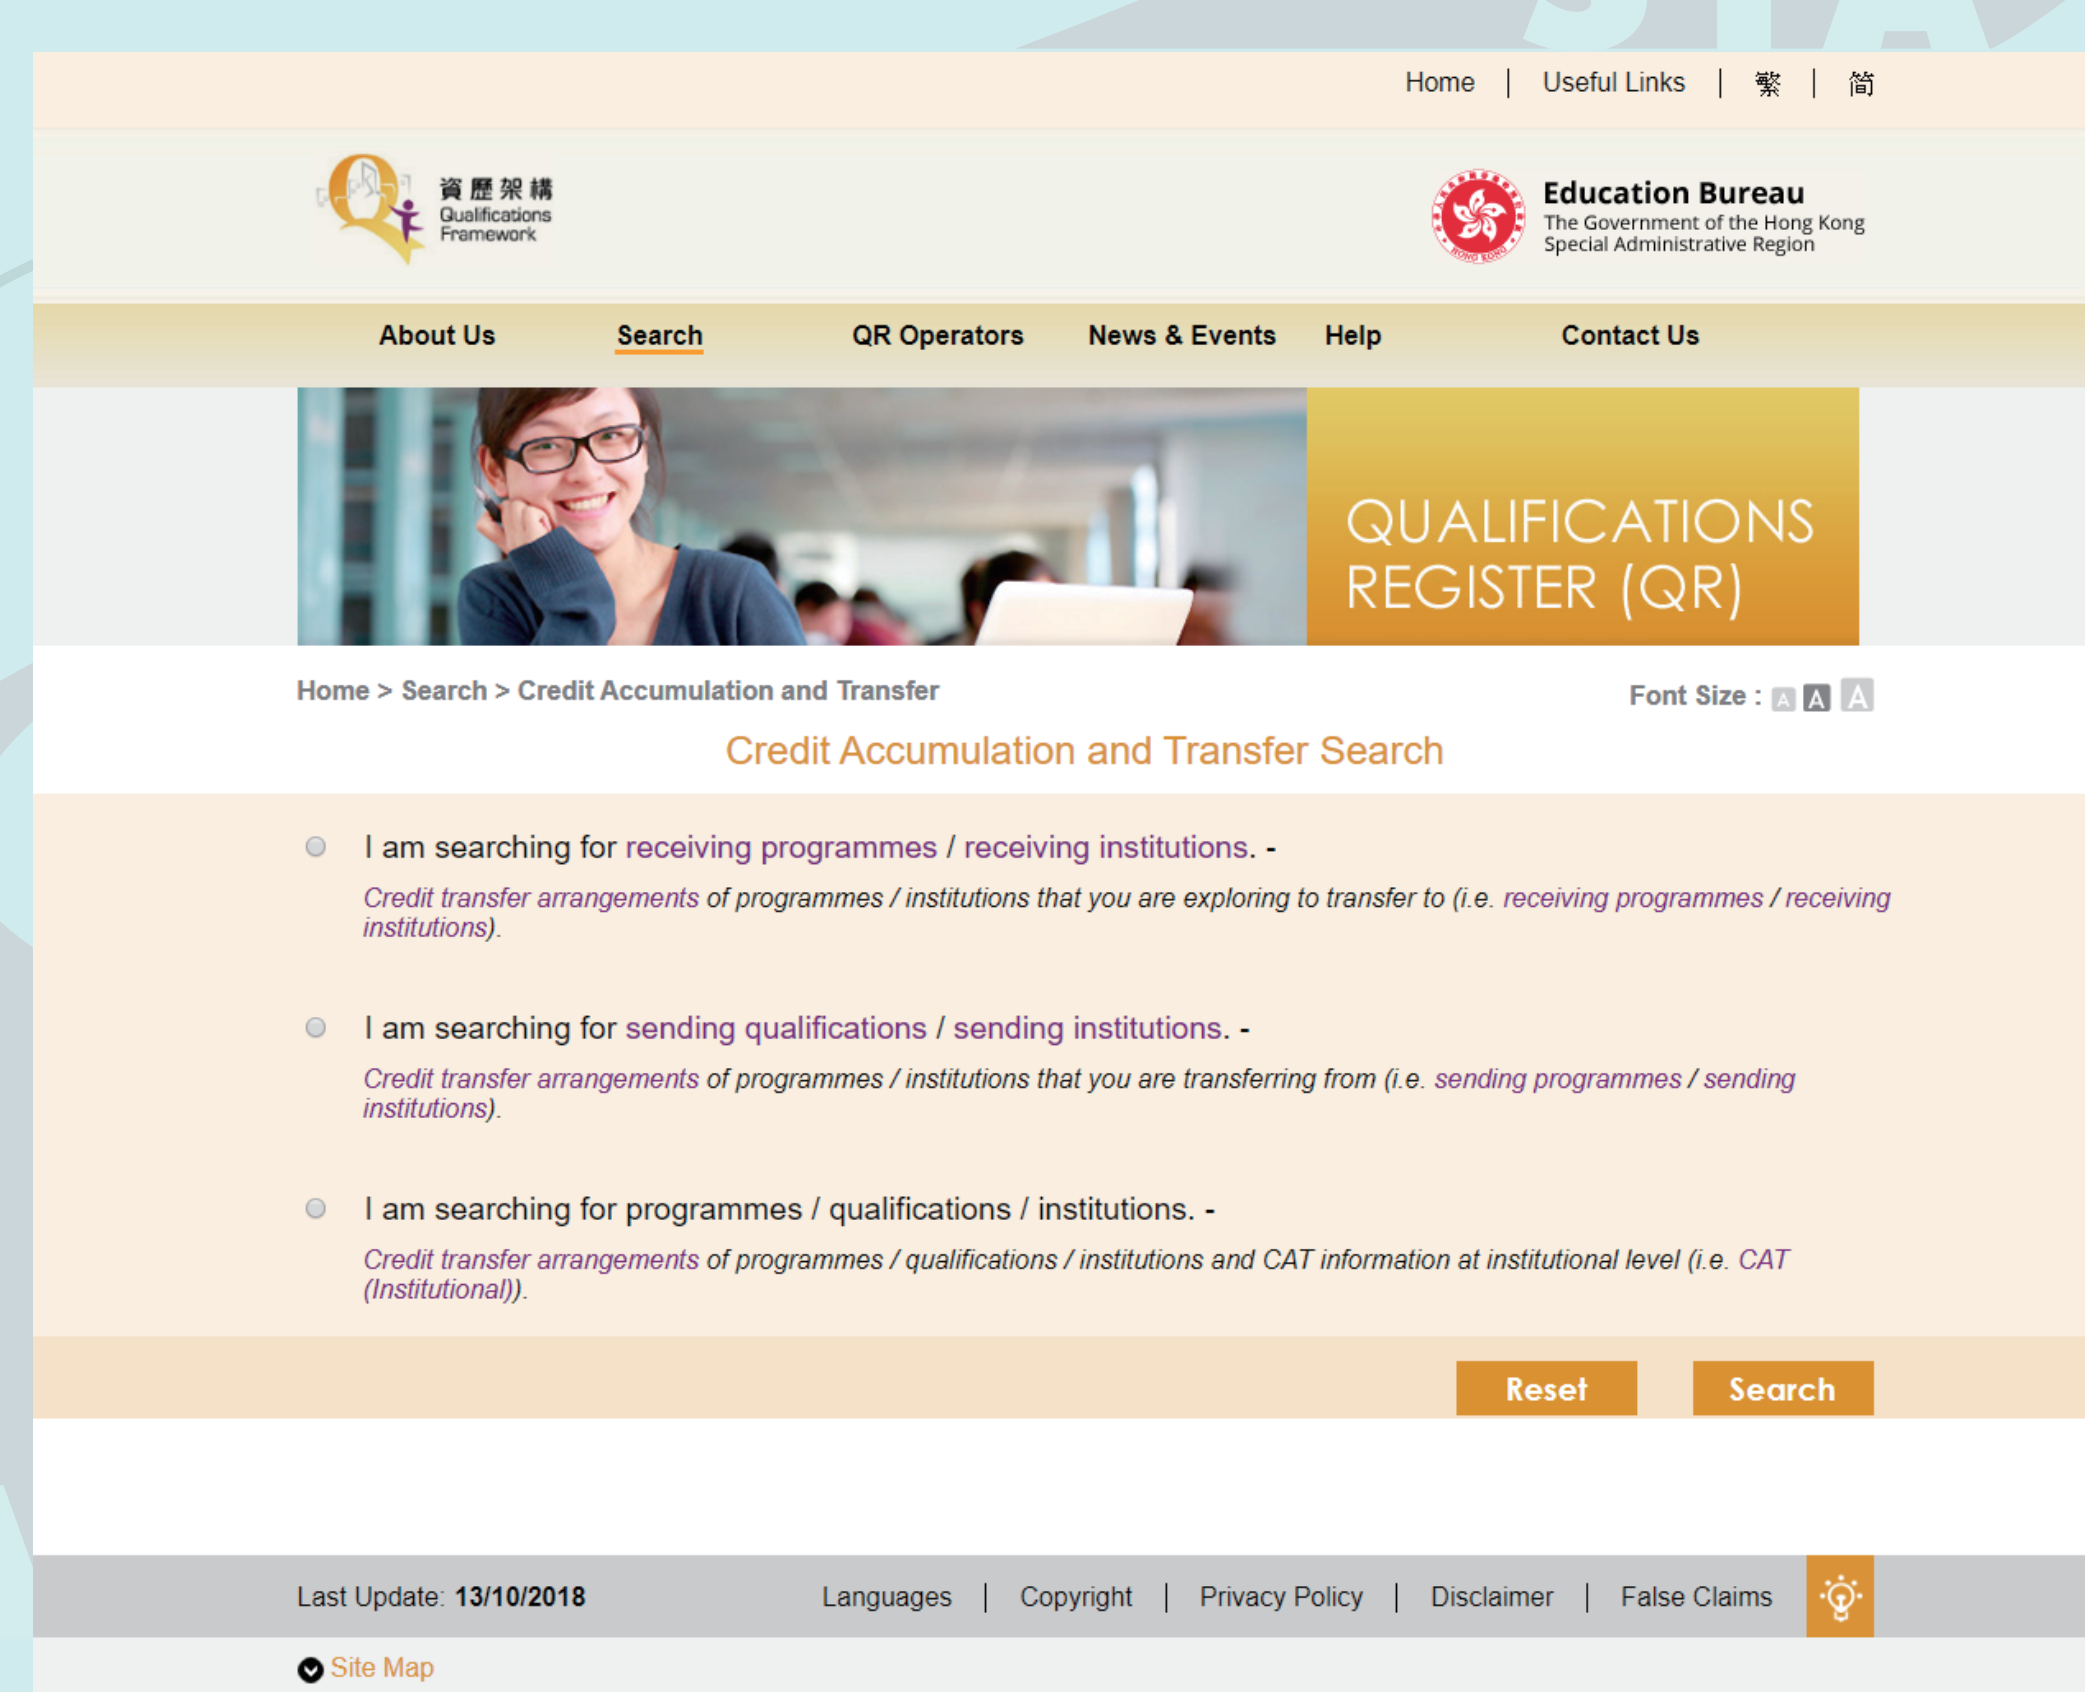 Home | Useful Links | 繁 | 简
資歷架構
Qualifications
Framework
Education Bureau
The Government of the Hong Kong
Special Administrative Region
About Us Search QR Operators News & Events Help Contact Us
QUALIFICATIONS
REGISTER (QR)
Home > Search > Credit Accumulation and Transfer
Font Size : A A A
Credit Accumulation and Transfer Search
I am searching for receiving programmes / receiving institutions. -
Credit transfer arrangements of programmes / institutions that you are exploring to transfer to (i.e. receiving programmes / receiving
institutions).
I am searching for sending qualifications / sending institutions. -
Credit transfer arrangements of programmes / institutions that you are transferring from (i.e. sending programmes / sending
institutions).
I am searching for programmes / qualifications / institutions. -
Credit transfer arrangements of programmes / qualifications / institutions and CAT information at institutional level (i.e. CAT
(Institutional)).
Reset Search
Last Update: 13/10/2018 Languages | Copyright | Privacy Policy | Disclaimer | False Claims
Site Map